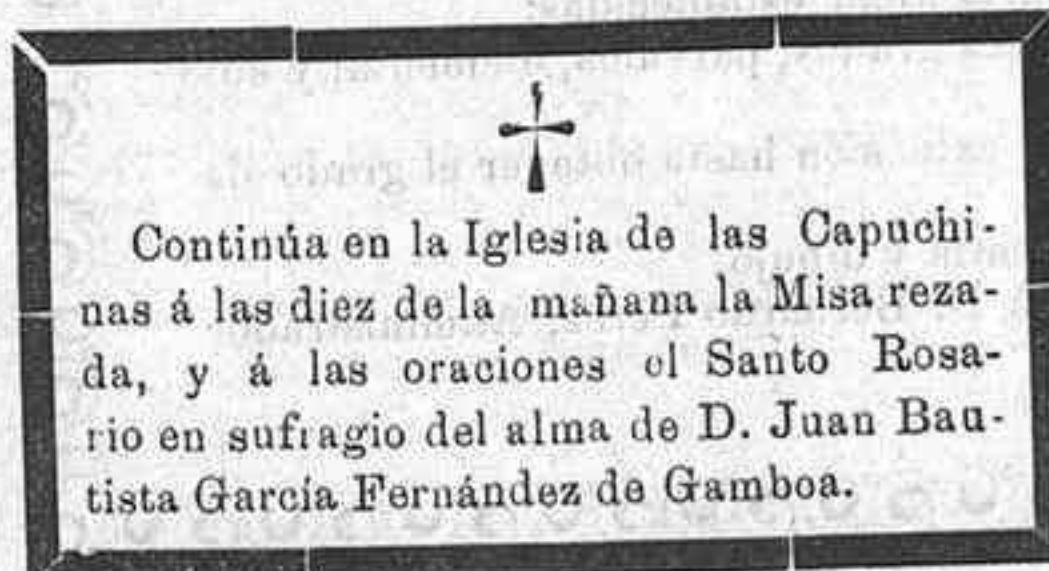 Continúa en la Iglesia de las Capuchi-
nas á las diez de la mañana la Misa reza-
da, y á las oraciones el Santo Rosa-
rio en sufragio del alma de D. Juan Bau-
tista García Fernández de Gamboa.